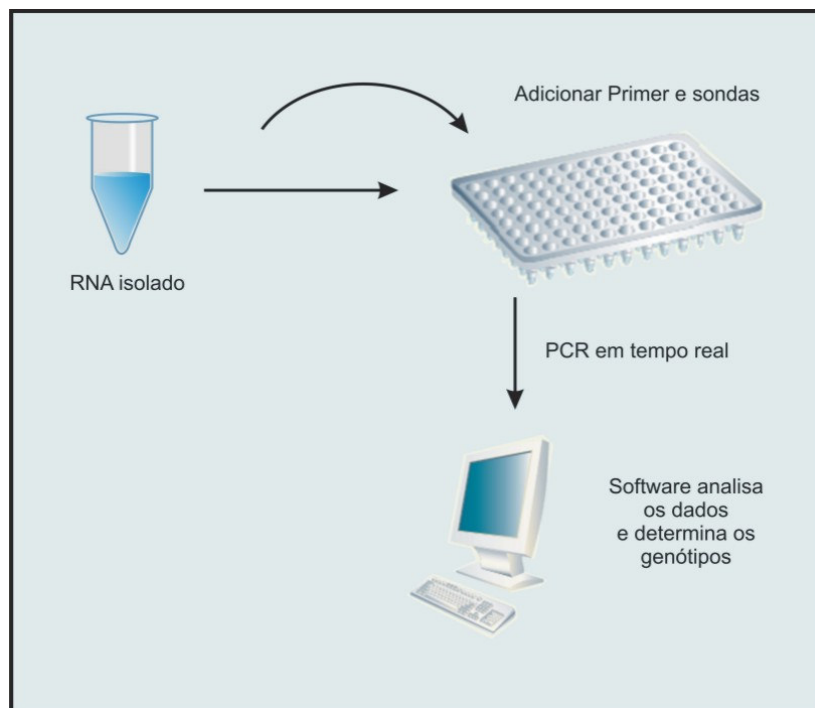 Adicionar Primer e sondas
RNA isolado
PCR em tempo real
Software analisa
os dados
e determina os
genótipos